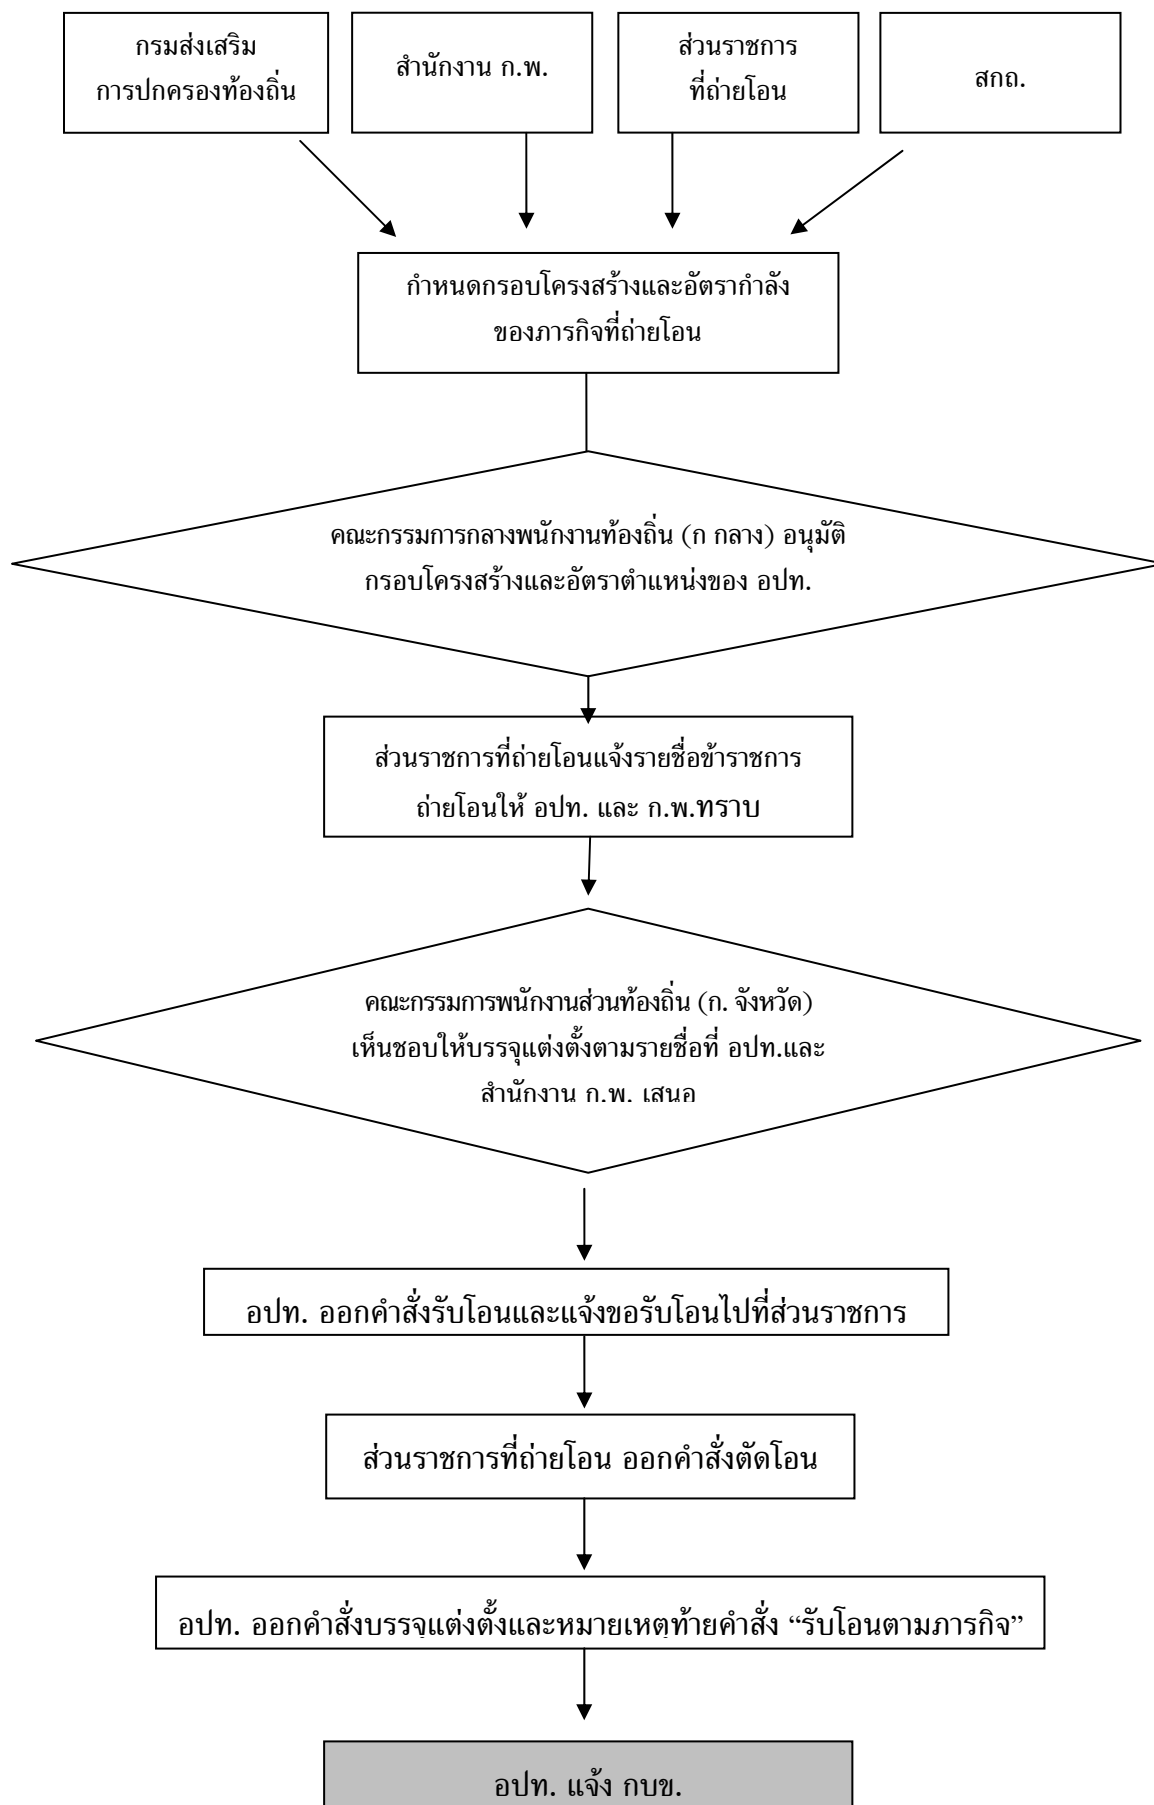 กรมส่งเสริม
การปกครองท้องถิ่น
สำนักงาน ก.พ.
ส่วนราชการ
ที่ถ่ายโอน
สกถ.
กำหนดกรอบโครงสร้างและอัตรากำลัง
ของภารกิจที่ถ่ายโอน
คณะกรรมการกลางพนักงานท้องถิ่น (ก กลาง) อนุมัติ
กรอบโครงสร้างและอัตราตำแหน่งของ อปท.
ส่วนราชการที่ถ่ายโอนแจ้งรายชื่อข้าราชการ
ถ่ายโอนให้ อปท. และ ก.พ.ทราบ
คณะกรรมการพนักงานส่วนท้องถิ่น (ก. จังหวัด)
เห็นชอบให้บรรจุแต่งตั้งตามรายชื่อที่ อปท.และ
สำนักงาน ก.พ. เสนอ
อปท. ออกคำสั่งรับโอนและแจ้งขอรับโอนไปที่ส่วนราชการ
ส่วนราชการที่ถ่ายโอน ออกคำสั่งตัดโอน
อปท. ออกคำสั่งบรรจุแต่งตั้งและหมายเหตุท้ายคำสั่ง “รับโอนตามภารกิจ”
อปท. แจ้ง กบข.